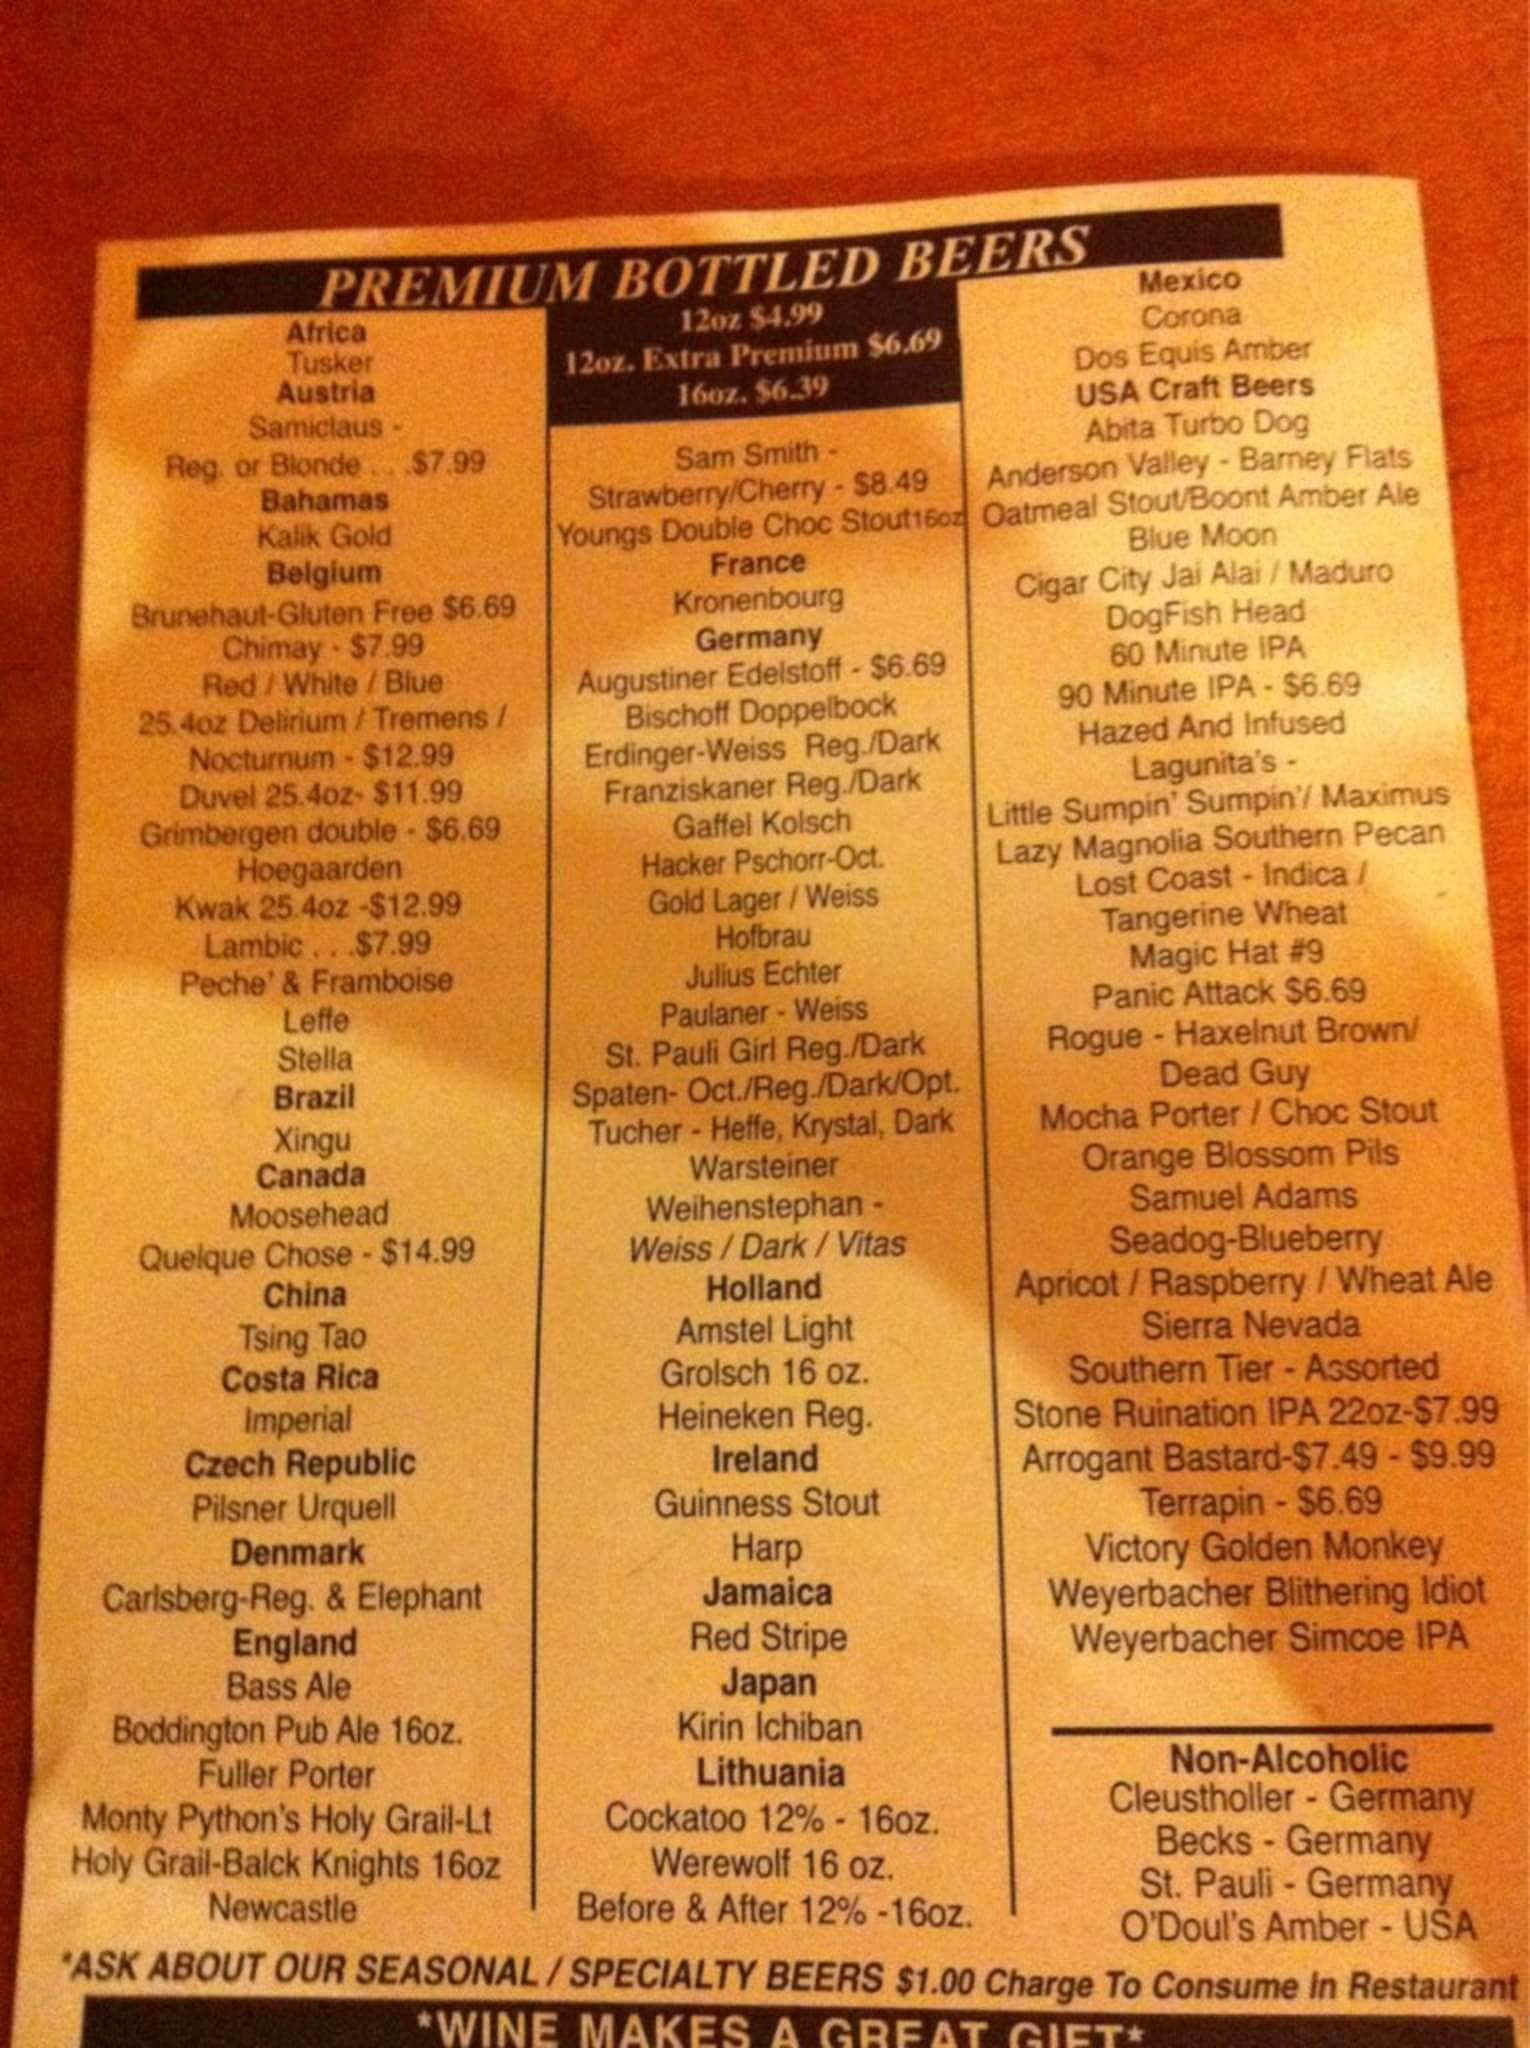 PREMIUM BOTTLED BEERS
12oz $4.99
12oz. Extra Premium $6.69
16oz. $6.39
Africa
Tusker
Austria
Samiclaus -
Reg. or Blonde . . .$7.99
Bahamas
Kalik Gold
Belgium
Brunehaut-Gluten Free $6.69
Chimay - $7.99
Red / White / Blue
25.4oz Delirium / Tremens /
Nocturnum - $12.99
Duvel 25.4oz- $11.99
Grimbergen double - $6.69
Hoegaarden
Kwak 25.4oz -$12.99
Lambic . . .$7.99
Peche' & Framboise
Leffe
Stella
Brazil
Xingu
Canada
Moosehead
Quelque Chose - $14.99
China
Tsing Tao
Costa Rica
Imperial
Czech Republic
Pilsner Urquell
Denmark
Carlsberg-Reg. & Elephant
England
Bass Ale
Boddington Pub Ale 16oz.
Fuller Porter
Monty Python's Holy Grail-Lt
Holy Grail-Balck Knights 16oz
Newcastle
Sam Smith -
Strawberry/Cherry - $8.49
Youngs Double Choc Stout16oz
France
Kronenbourg
Germany
Augustiner Edelstoff - $6.69
Bischoff Doppelbock
Erdinger-Weiss Reg./Dark
Franziskaner Reg./Dark
Gaffel Kolsch
Hacker Pschorr-Oct.
Gold Lager / Weiss
Hofbrau
Julius Echter
Paulaner - Weiss
St. Pauli Girl Reg./Dark
Spaten- Oct./Reg./Dark/Opt.
Tucher - Heffe, Krystal, Dark
Warsteiner
Weihenstephan -
Weiss / Dark / Vitas
Holland
Amstel Light
Grolsch 16 oz.
Heineken Reg.
Ireland
Guinness Stout
Harp
Jamaica
Red Stripe
Japan
Kirin Ichiban
Lithuania
Cockatoo 12% - 16oz.
Werewolf 16 oz.
Before & After 12% -16oz.
Mexico
Corona
Dos Equis Amber
USA Craft Beers
Abita Turbo Dog
Anderson Valley - Barney Flats
Oatmeal Stout/Boont Amber Ale
Blue Moon
Cigar City Jai Alai / Maduro
DogFish Head
60 Minute IPA
90 Minute IPA - $6.69
Hazed And Infused
Lagunita's -
Little Sumpin' Sumpin'/ Maximus
Lazy Magnolia Southern Pecan
Lost Coast - Indica /
Tangerine Wheat
Magic Hat #9
Panic Attack $6.69
Rogue - Haxelnut Brown/
Dead Guy
Mocha Porter / Choc Stout
Orange Blossom Pils
Samuel Adams
Seadog-Blueberry
Apricot / Raspberry / Wheat Ale
Sierra Nevada
Southern Tier - Assorted
Stone Ruination IPA 22oz-$7.99
Arrogant Bastard-$7.49 - $9.99
Terrapin - $6.69
Victory Golden Monkey
Weyerbacher Blithering Idiot
Weyerbacher Simcoe IPA
Non-Alcoholic
Cleustholler - Germany
Becks - Germany
St. Pauli - Germany
O'Doul's Amber - USA
*ASK ABOUT OUR SEASONAL / SPECIALTY BEERS $1.00 Charge To Consume In Restaurant
*WINE MAKES A GREAT GIFT*